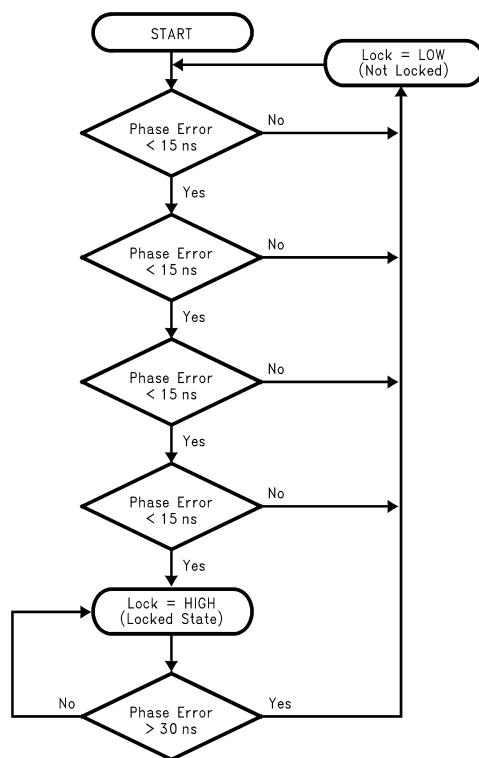 START
Lock = LOW
(Not Locked)
Phase Error
< 15 ns
No
Yes
Phase Error
< 15 ns
No
Yes
Phase Error
< 15 ns
No
Yes
Phase Error
< 15 ns
No
Yes
Lock = HIGH
(Locked State)
No
Phase Error
> 30 ns
Yes